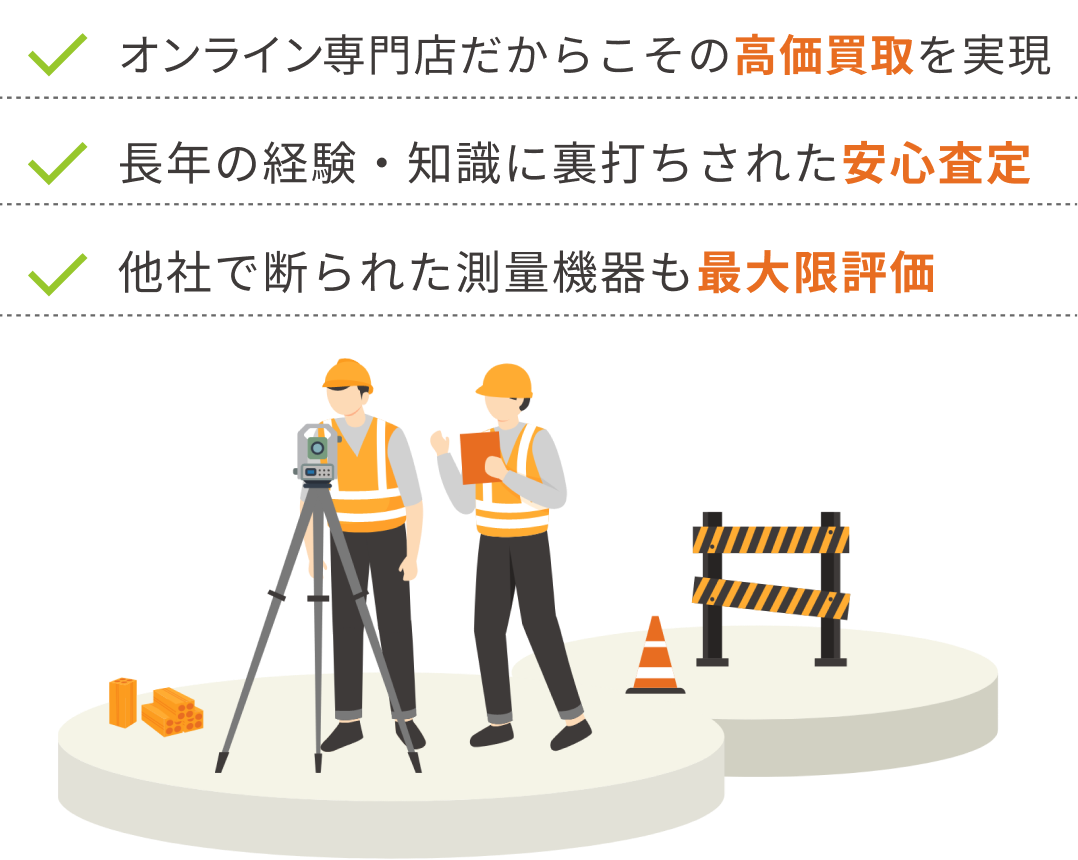 オンライン専門店だからこその高価買取を実現
長年の経験・知識に裏打ちされた安心査定
他社で断られた測量機器も最大限評価